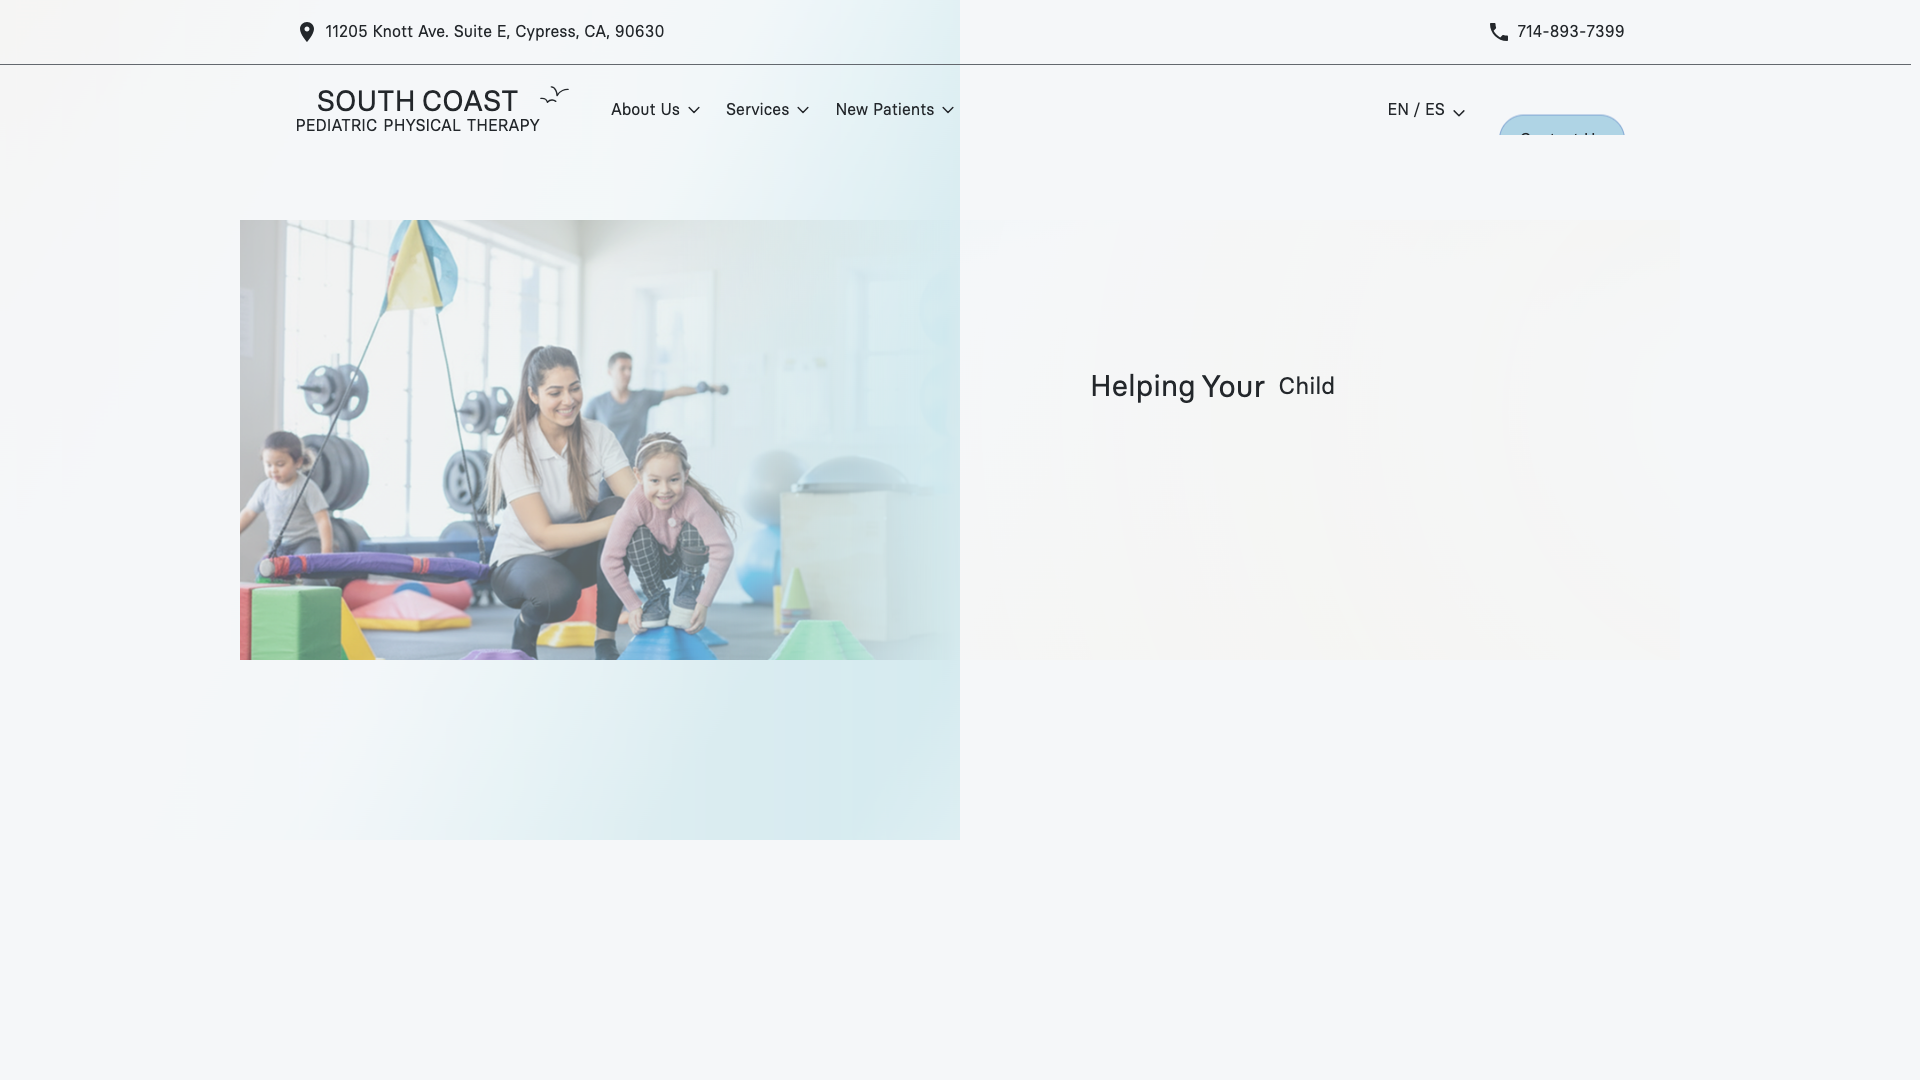 11205 Knott Ave. Suite E, Cypress, CA, 90630
714-893-7399
SOUTH COAST
PEDIATRIC PHYSICAL THERAPY
About Us
Services
New Patients
EN / ES
Helping Your Child